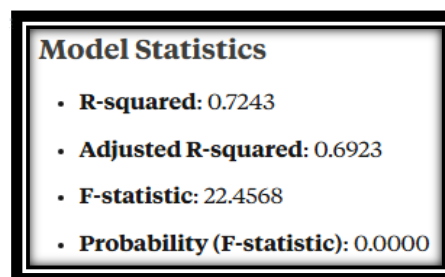 Model Statistics
• R-squared: 0.7243
• Adjusted R-squared: 0.6923
• F-statistic: 22.4568
• Probability (F-statistic): 0.0000